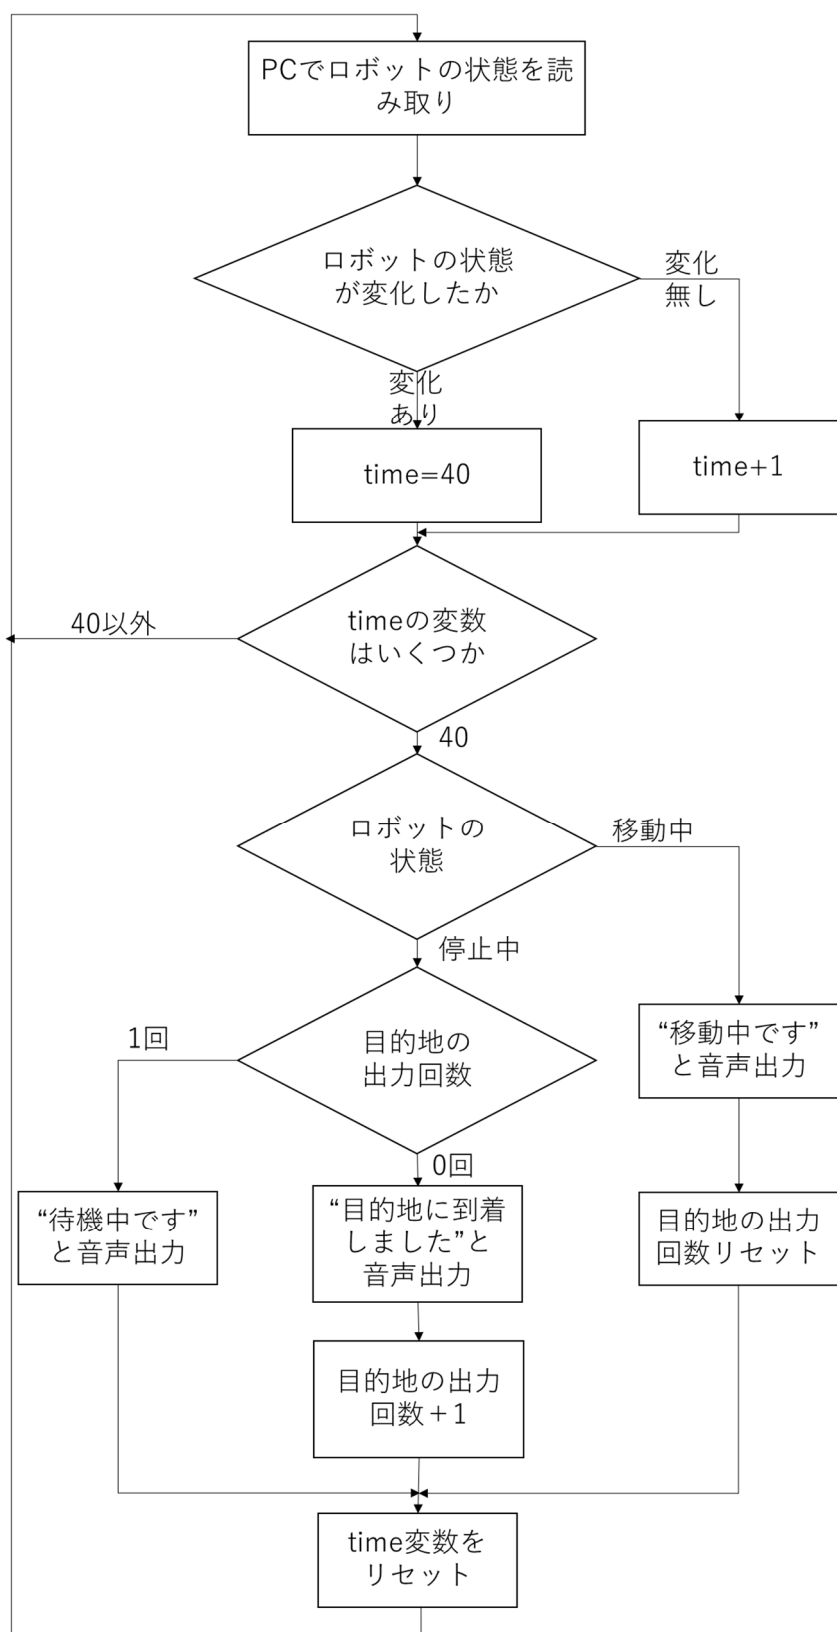 PCでロボットの状態を読
み取り
ロボットの状態
が変化したか
変化
無し
変化
あり
time=40
time+1
timeの変数
はいくつか
40以外
40
ロボットの
状態
移動中
停止中
目的地の
出力回数
1回
“移動中です”
と音声出力
0回
“待機中です”
と音声出力
“目的地に到着
しました”と
音声出力
目的地の出力
回数リセット
目的地の出力
回数＋1
time変数を
リセット